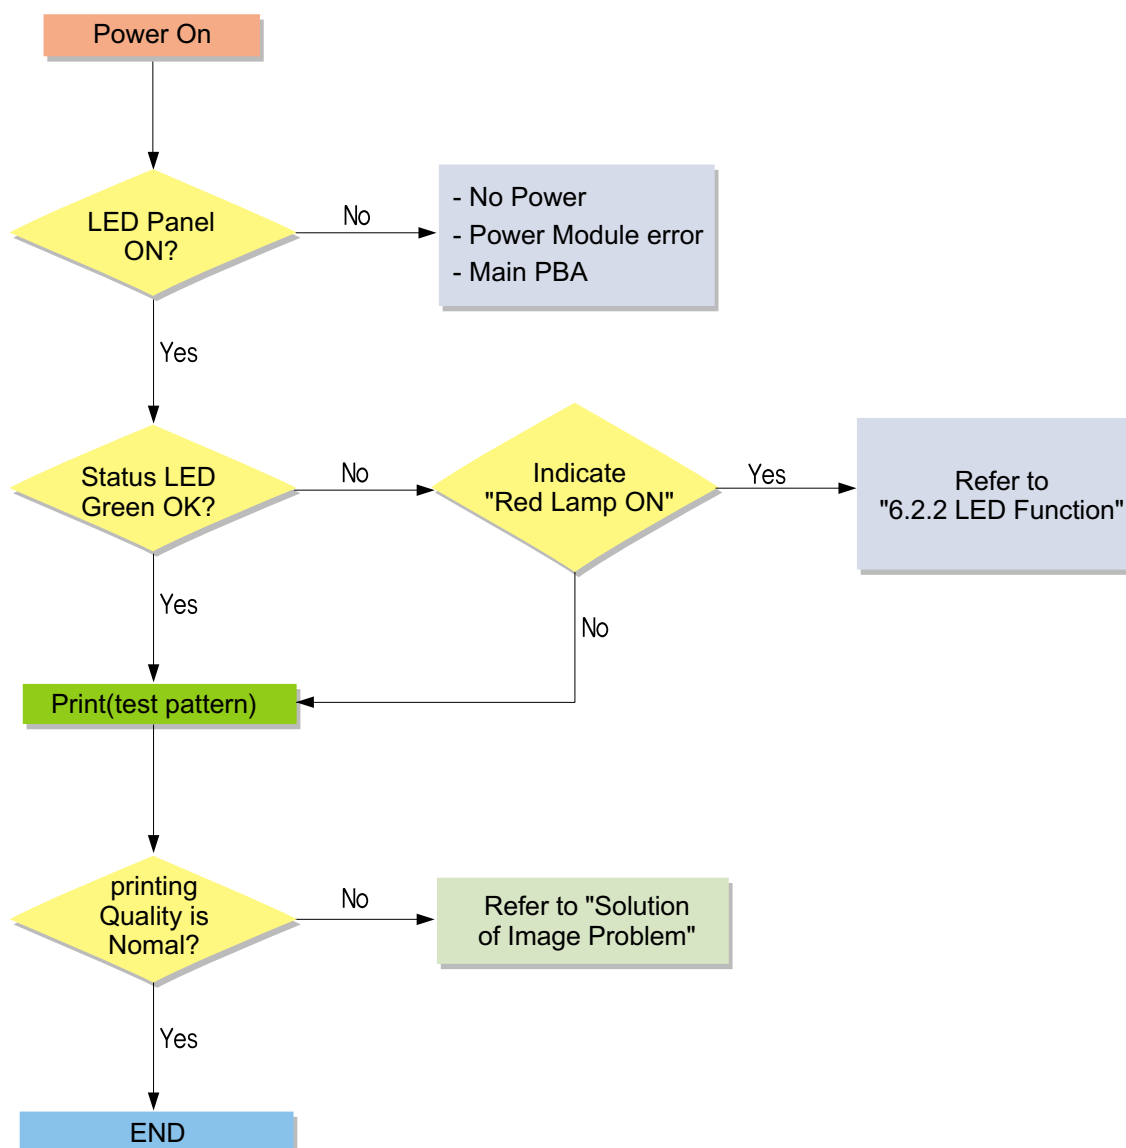 Power On
LED Panel
ON?
No
- No Power
- Power Module error
- Main PBA
Yes
Status LED
Green OK?
No
Indicate
"Red Lamp ON"
Yes
Refer to
"6.2.2 LED Function"
Yes
No
Print(test pattern)
printing
Quality is
Nomal?
No
Refer to "Solution
of Image Problem"
Yes
END